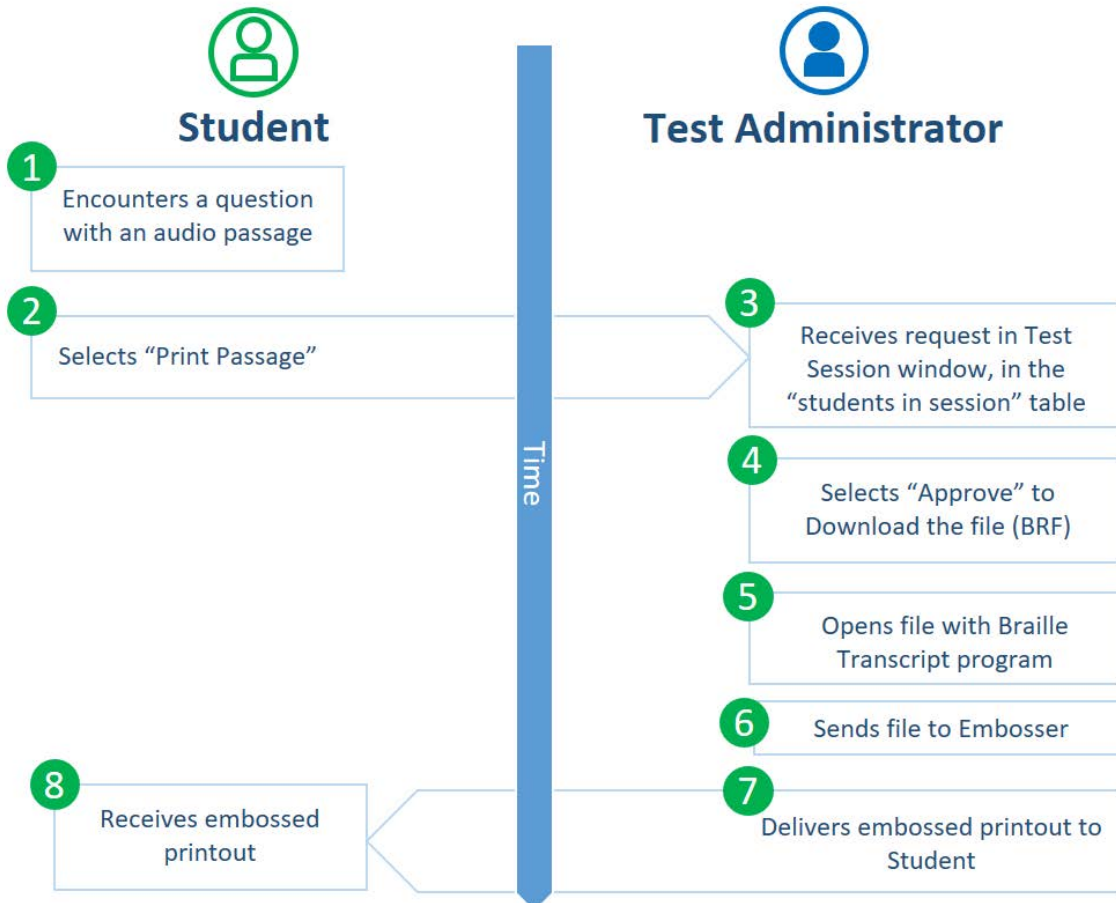 Student
Test Administrator
1
Encounters a question
with an audio passage
2
Selects “Print Passage”
3
Receives request in Test
Session window, in the
“students in session” table
Time
4
Selects “Approve” to
Download the file (BRF)
5
Opens file with Braille
Transcript program
6
Sends file to Embosser
7
Delivers embossed printout to
Student
8
Receives embossed
printout